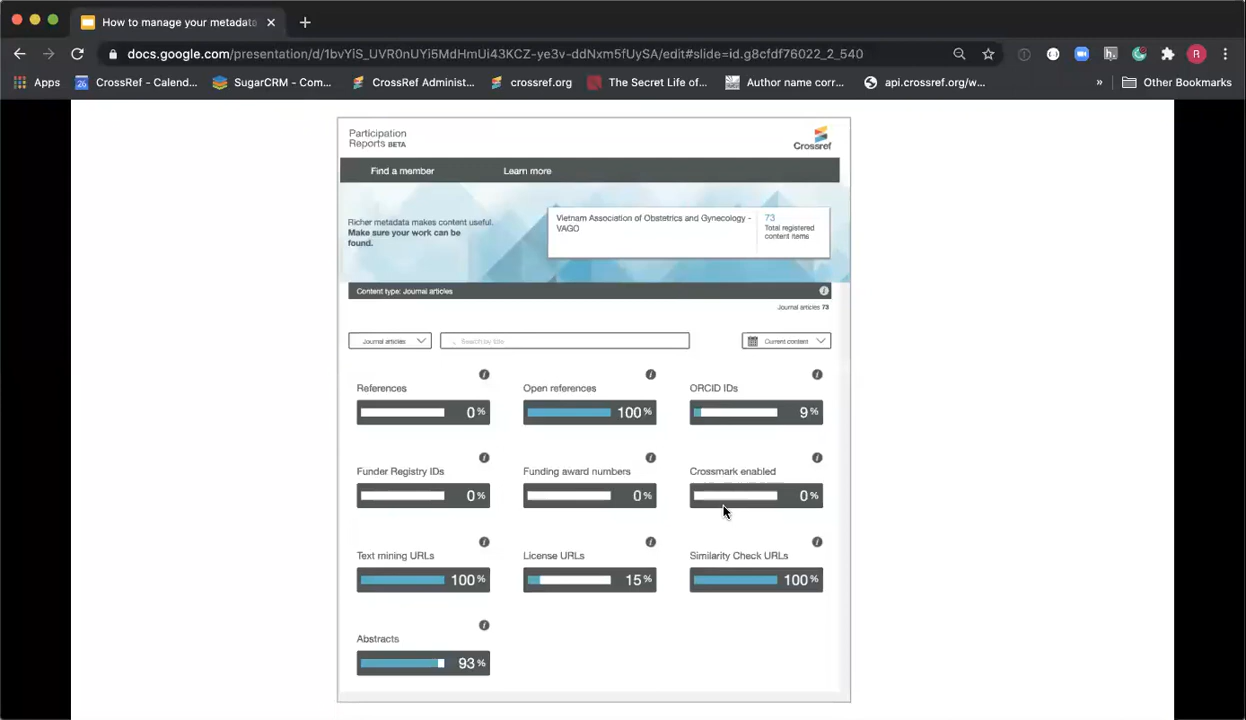 How to manage your metadata
docs.google.com/presentation/d/1bvYlS_UVR0nUYi5MdHmUi43KCZ-ye3v-ddNxm5fUySA/edit#slide=id.g8cfdf76022_2_540
R
Apps
26
CrossRef - Calend...
SugarCRM – Com...
CrossRef Administ...
crossref.org
The Secret Life of...
Author name corr...
api.crossref.org/w...
»
Other Bookmarks
Participation
Reports BETA
Crossref
Find a member
Learn more
Richer metadata makes content useful.
Make sure your work can be
found.
Vietnam Association of Obstetrics and Gynecology -
VAGO
73
Total registered
content items
Content type: Journal articles
Journal articles 73
Journal articles
Search by title
Current content
References
0 %
Open references
100 %
ORCID IDs
9 %
Funder Registry IDs
0 %
Funding award numbers
0 %
Crossmark enabled
0 %
Text mining URLs
100 %
License URLs
15 %
Similarity Check URLs
100 %
Abstracts
93 %